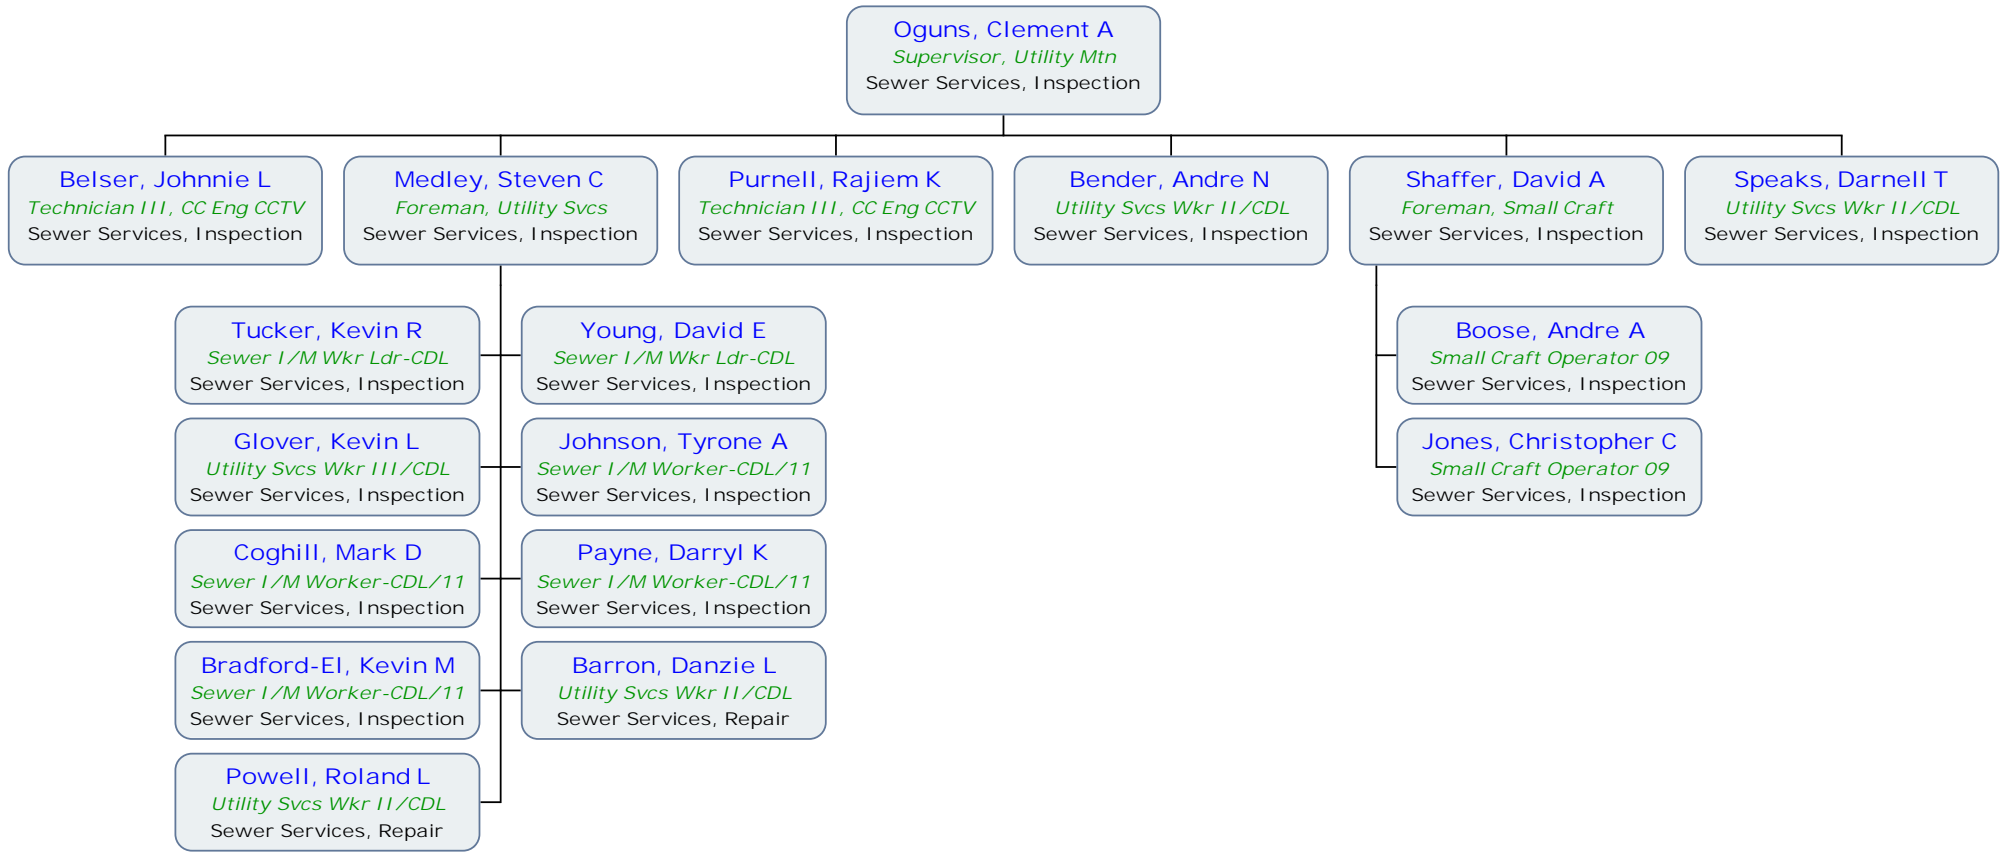 Oguns, Clement A
Supervisor, Utility Mtn
Sewer Services, Inspection
Belser, Johnnie L
Technician III, CC Eng CCTV
Sewer Services, Inspection
Medley, Steven C
Foreman, Utility Svcs
Sewer Services, Inspection
Purnell, Rajiem K
Technician III, CC Eng CCTV
Sewer Services, Inspection
Bender, Andre N
Utility Svcs Wkr II/CDL
Sewer Services, Inspection
Shaffer, David A
Foreman, Small Craft
Sewer Services, Inspection
Speaks, Darnell T
Utility Svcs Wkr II/CDL
Sewer Services, Inspection
Tucker, Kevin R
Sewer I/M Wkr Ldr-CDL
Sewer Services, Inspection
Young, David E
Sewer I/M Wkr Ldr-CDL
Sewer Services, Inspection
Boose, Andre A
Small Craft Operator 09
Sewer Services, Inspection
Glover, Kevin L
Utility Svcs Wkr III/CDL
Sewer Services, Inspection
Johnson, Tyrone A
Sewer I/M Worker-CDL/11
Sewer Services, Inspection
Jones, Christopher C
Small Craft Operator 09
Sewer Services, Inspection
Coghill, Mark D
Sewer I/M Worker-CDL/11
Sewer Services, Inspection
Payne, Darryl K
Sewer I/M Worker-CDL/11
Sewer Services, Inspection
Bradford-El, Kevin M
Sewer I/M Worker-CDL/11
Sewer Services, Inspection
Barron, Danzie L
Utility Svcs Wkr II/CDL
Sewer Services, Repair
Powell, Roland L
Utility Svcs Wkr II/CDL
Sewer Services, Repair